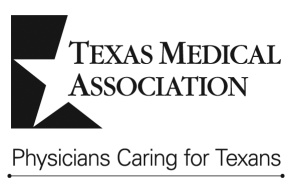 TEXAS MEDICAL
ASSOCIATION
Physicians Caring for Texans